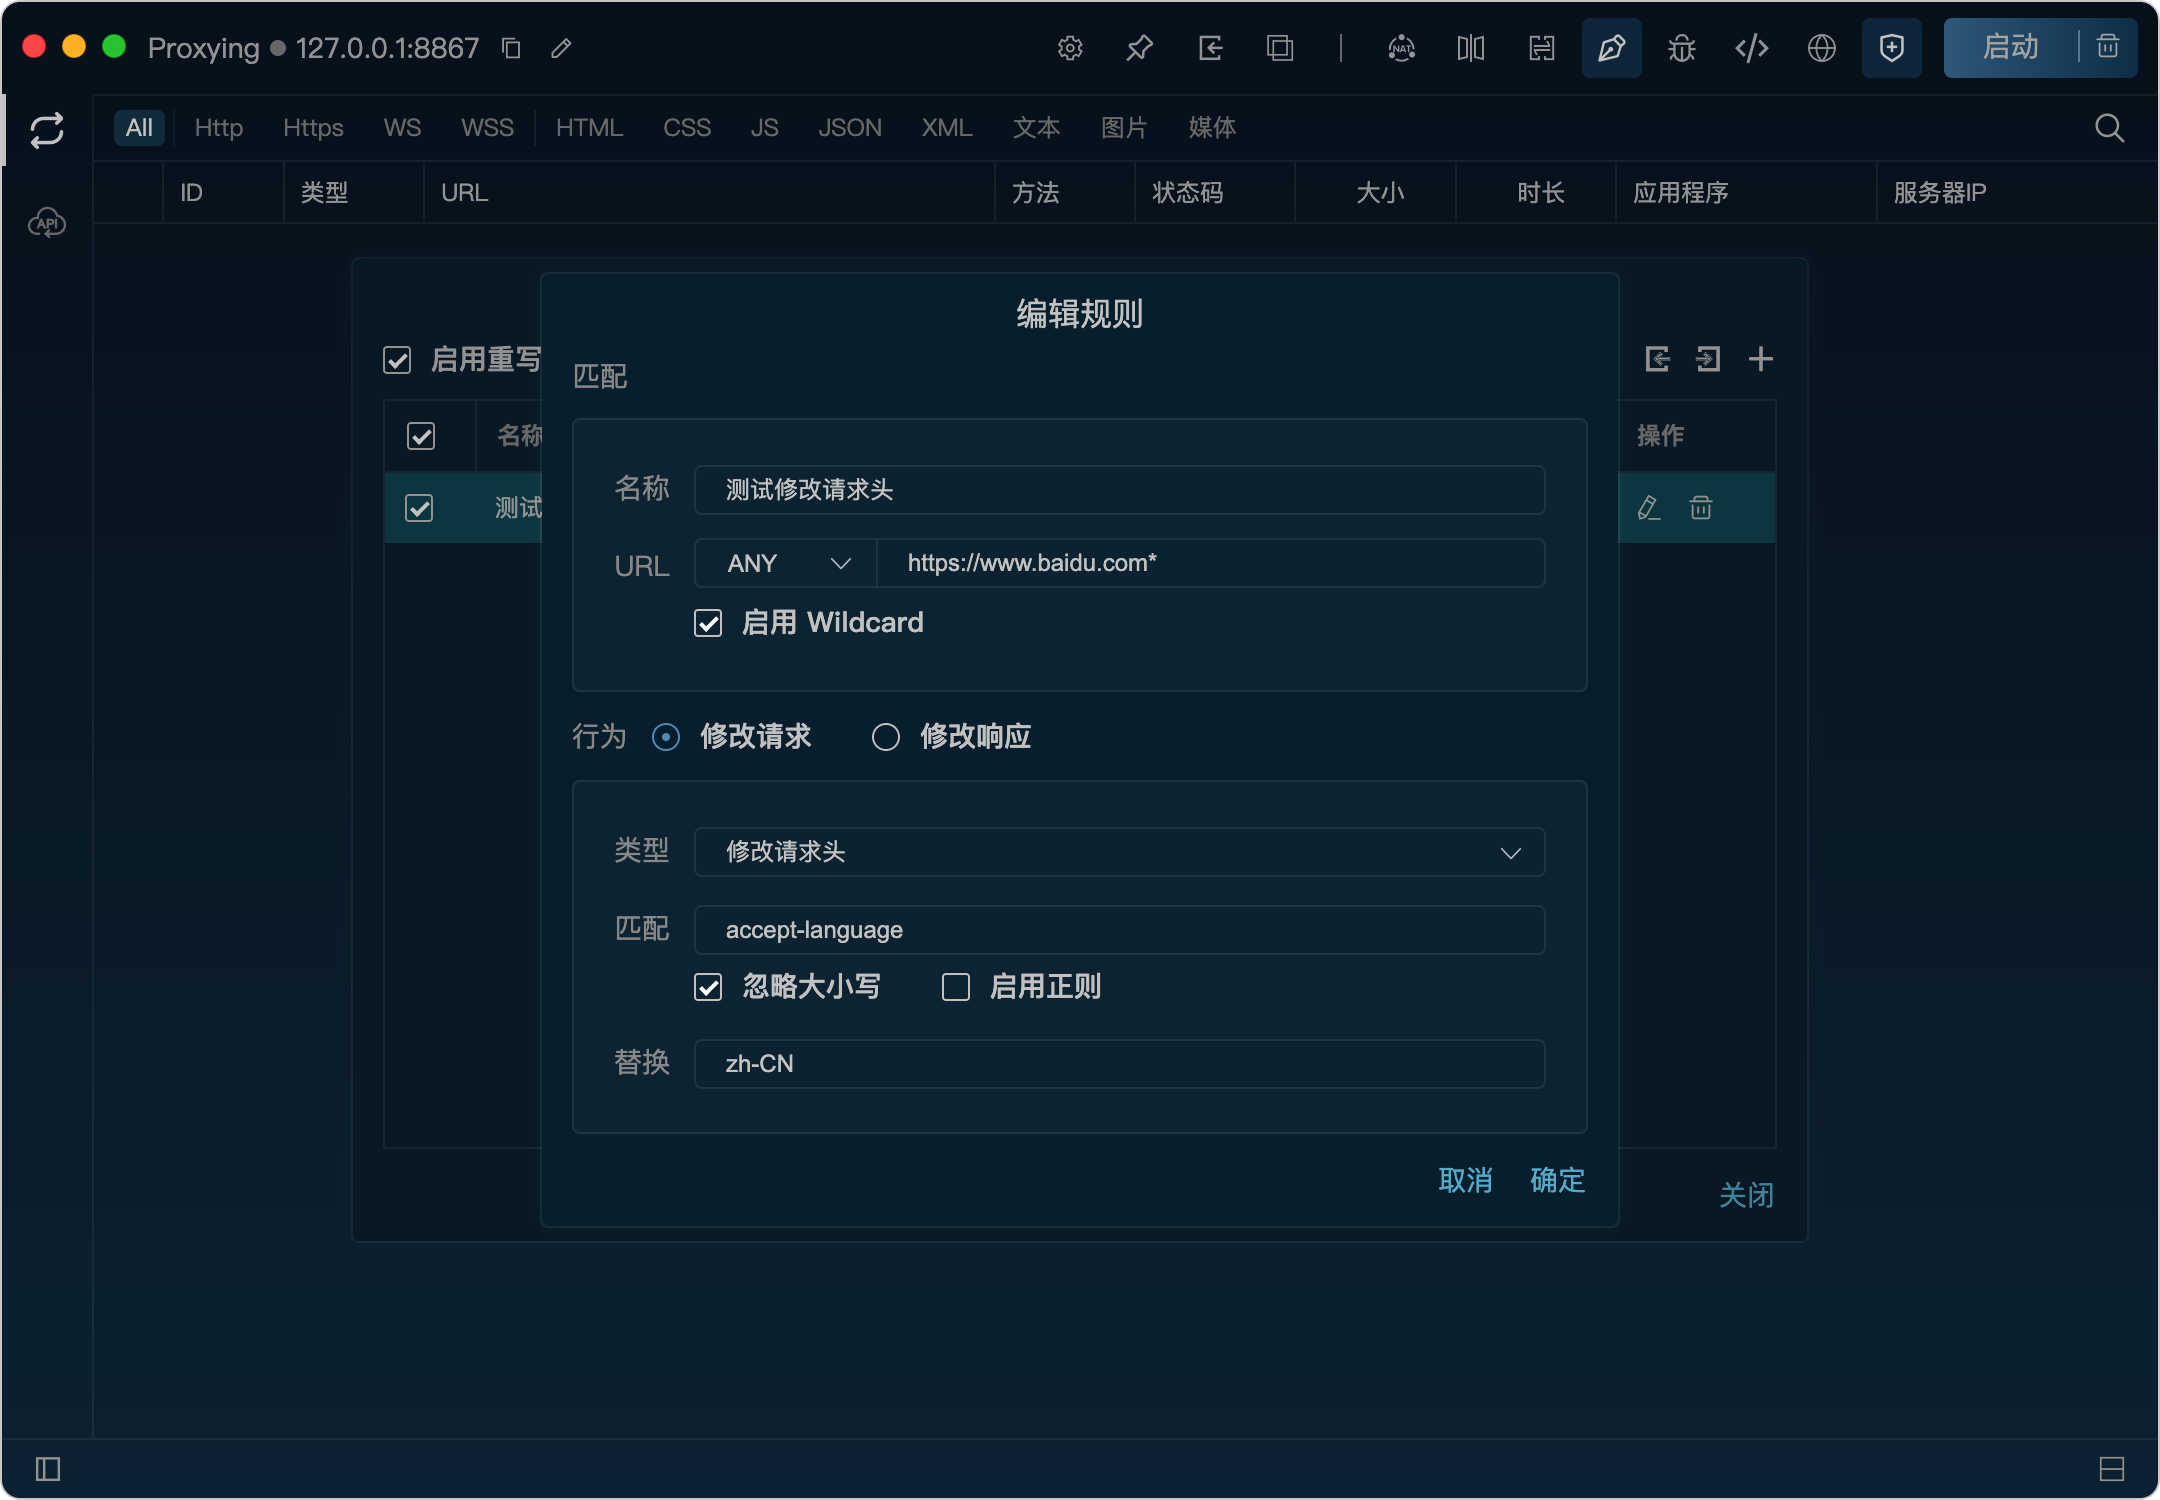 Proxying 127.0.0.1:8867
NAT
启动
All Http Https WS WSS HTML CSS JS JSON XML 文本 图片 媒体
API
ID 类型 URL 方法 状态码 大小 时长 应用程序 服务器IP
编辑规则
启用重写
匹配
名称 操作
测试
名称 测试修改请求头
URL ANY https://www.baidu.com*
启用 Wildcard
行为 修改请求 修改响应
类型 修改请求头
匹配 accept-language
忽略大小写 启用正则
替换 zh-CN
取消 确定
关闭